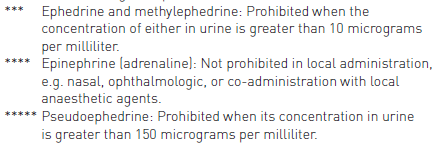 *** Ephedrine and methylephedrine: Prohibited when the
concentration of either in urine is greater than 10 micrograms
per milliliter.
**** Epinephrine (adrenaline): Not prohibited in local administration,
e.g. nasal, ophthalmologic, or co-administration with local
anaesthetic agents.
***** Pseudoephedrine: Prohibited when its concentration in urine
is greater than 150 micrograms per milliliter.